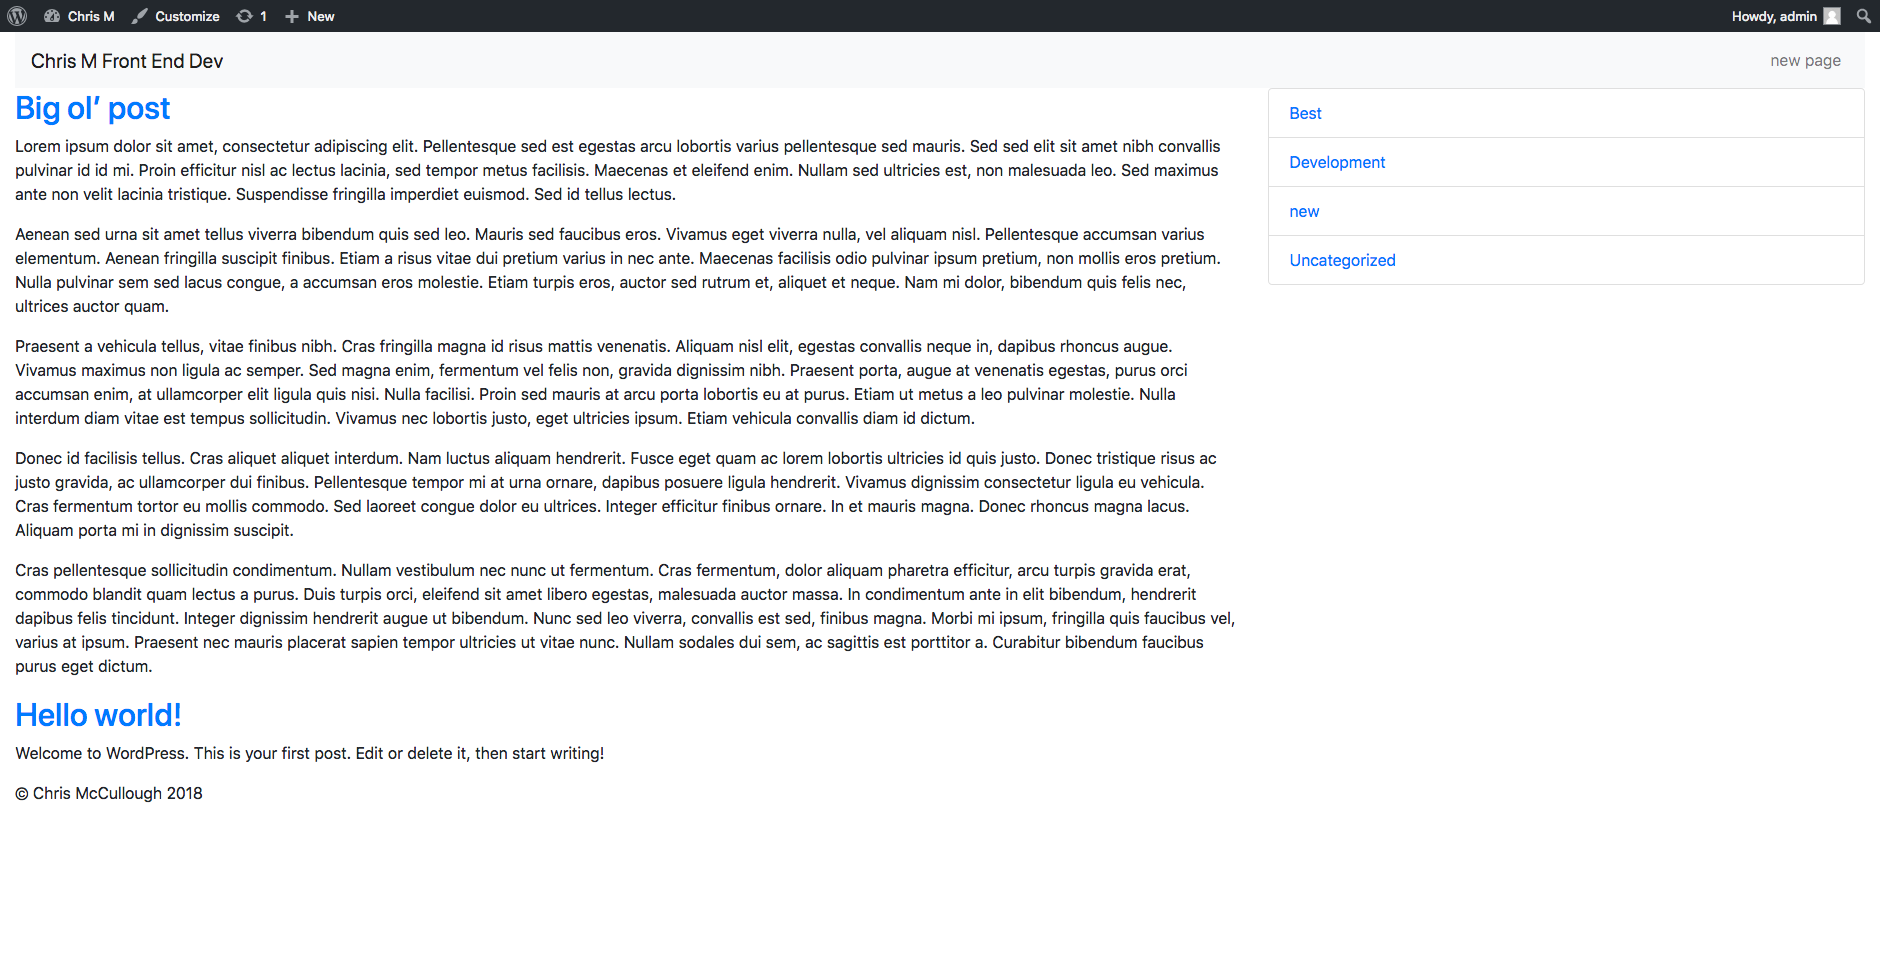 Chris M Customize 1 New Howdy, admin
Chris M Front End Dev new page
Big ol’ post
Lorem ipsum dolor sit amet, consectetur adipiscing elit. Pellentesque sed est egestas arcu lobortis varius pellentesque sed mauris. Sed sed elit sit amet nibh convallis
pulvinar id id mi. Proin efficitur nisl ac lectus lacinia, sed tempor metus facilisis. Maecenas et eleifend enim. Nullam sed ultricies est, non malesuada leo. Sed maximus
ante non velit lacinia tristique. Suspendisse fringilla imperdiet euismod. Sed id tellus lectus.
Aenean sed urna sit amet tellus viverra bibendum quis sed leo. Mauris sed faucibus eros. Vivamus eget viverra nulla, vel aliquam nisl. Pellentesque accumsan varius
elementum. Aenean fringilla suscipit finibus. Etiam a risus vitae dui pretium varius in nec ante. Maecenas facilisis odio pulvinar ipsum pretium, non mollis eros pretium.
Nulla pulvinar sem sed lacus congue, a accumsan eros molestie. Etiam turpis eros, auctor sed rutrum et, aliquet et neque. Nam mi dolor, bibendum quis felis nec,
ultrices auctor quam.
Praesent a vehicula tellus, vitae finibus nibh. Cras fringilla magna id risus mattis venenatis. Aliquam nisl elit, egestas convallis neque in, dapibus rhoncus augue.
Vivamus maximus non ligula ac semper. Sed magna enim, fermentum vel felis non, gravida dignissim nibh. Praesent porta, augue at venenatis egestas, purus orci
accumsan enim, at ullamcorper elit ligula quis nisi. Nulla facilisi. Proin sed mauris at arcu porta lobortis eu at purus. Etiam ut metus a leo pulvinar molestie. Nulla
interdum diam vitae est tempus sollicitudin. Vivamus nec lobortis justo, eget ultricies ipsum. Etiam vehicula convallis diam id dictum.
Donec id facilisis tellus. Cras aliquet aliquet interdum. Nam luctus aliquam hendrerit. Fusce eget quam ac lorem lobortis ultricies id quis justo. Donec tristique risus ac
justo gravida, ac ullamcorper dui finibus. Pellentesque tempor mi at urna ornare, dapibus posuere ligula hendrerit. Vivamus dignissim consectetur ligula eu vehicula.
Cras fermentum tortor eu mollis commodo. Sed laoreet congue dolor eu ultrices. Integer efficitur finibus ornare. In et mauris magna. Donec rhoncus magna lacus.
Aliquam porta mi in dignissim suscipit.
Cras pellentesque sollicitudin condimentum. Nullam vestibulum nec nunc ut fermentum. Cras fermentum, dolor aliquam pharetra efficitur, arcu turpis gravida erat,
commodo blandit quam lectus a purus. Duis turpis orci, eleifend sit amet libero egestas, malesuada auctor massa. In condimentum ante in elit bibendum, hendrerit
dapibus felis tincidunt. Integer dignissim hendrerit augue ut bibendum. Nunc sed leo viverra, convallis est sed, finibus magna. Morbi mi ipsum, fringilla quis faucibus vel,
varius at ipsum. Praesent nec mauris placerat sapien tempor ultricies ut vitae nunc. Nullam sodales dui sem, ac sagittis est porttitor a. Curabitur bibendum faucibus
purus eget dictum.
Hello world!
Welcome to WordPress. This is your first post. Edit or delete it, then start writing!
© Chris McCullough 2018
Best
Development
new
Uncategorized